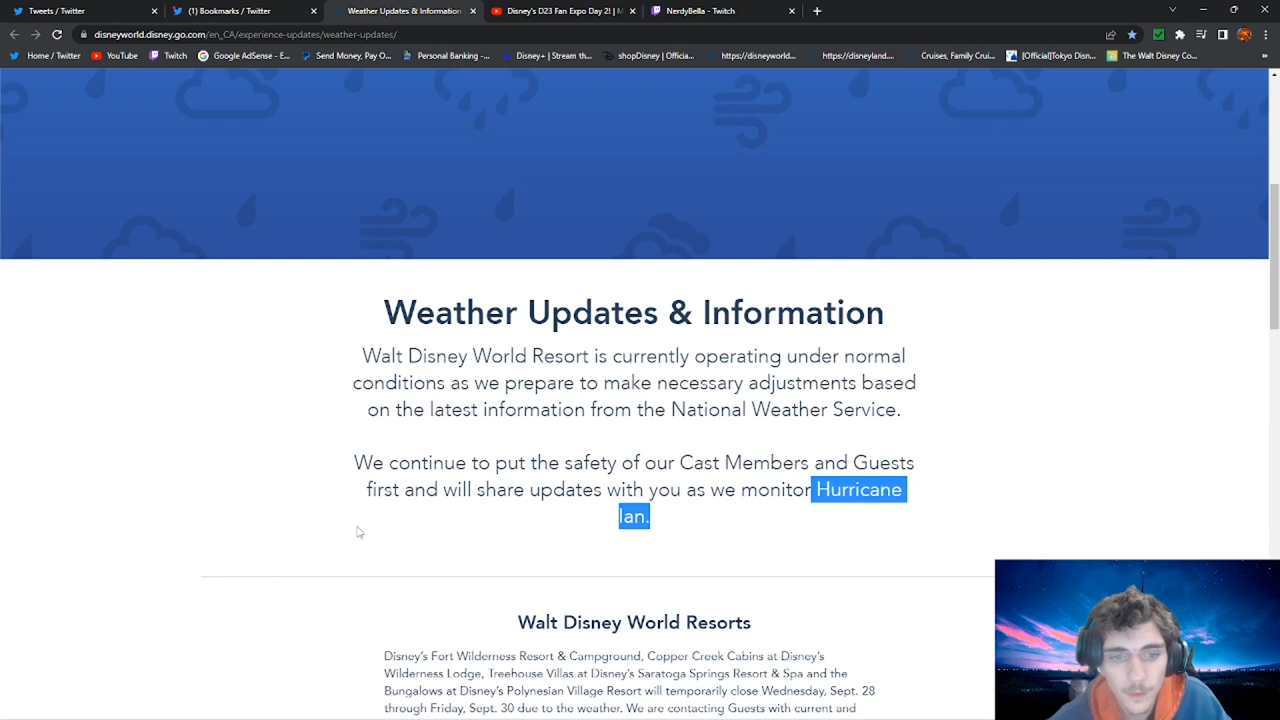 Tweets / Twitter
(1) Bookmarks / Twitter
Weather Updates & Information
Disney's D23 Fan Expo Day 2! | M
NerdyBella - Twitch
disneyworld.disney.go.com/en_CA/experience-updates/weather-updates/
Home / Twitter
YouTube
Twitch
Google AdSense - E...
Send Money, Pay O...
Personal Banking -...
Disney+ | Stream th...
shopDisney | Officia...
https://disneyworld...
https://disneyland....
Cruises, Family Crui...
[Official]Tokyo Disn...
The Walt Disney Co...
Weather Updates & Information
Walt Disney World Resort is currently operating under normal
conditions as we prepare to make necessary adjustments based
on the latest information from the National Weather Service.
We continue to put the safety of our Cast Members and Guests
first and will share updates with you as we monitor Hurricane
Ian.
Walt Disney World Resorts
Disney's Fort Wilderness Resort & Campground, Copper Creek Cabins at Disney's
Wilderness Lodge, Treehouse Villas at Disney's Saratoga Springs Resort & Spa and the
Bungalows at Disney's Polynesian Village Resort will temporarily close Wednesday, Sept. 28
through Friday, Sept. 30 due to the weather. We are contacting Guests with current and